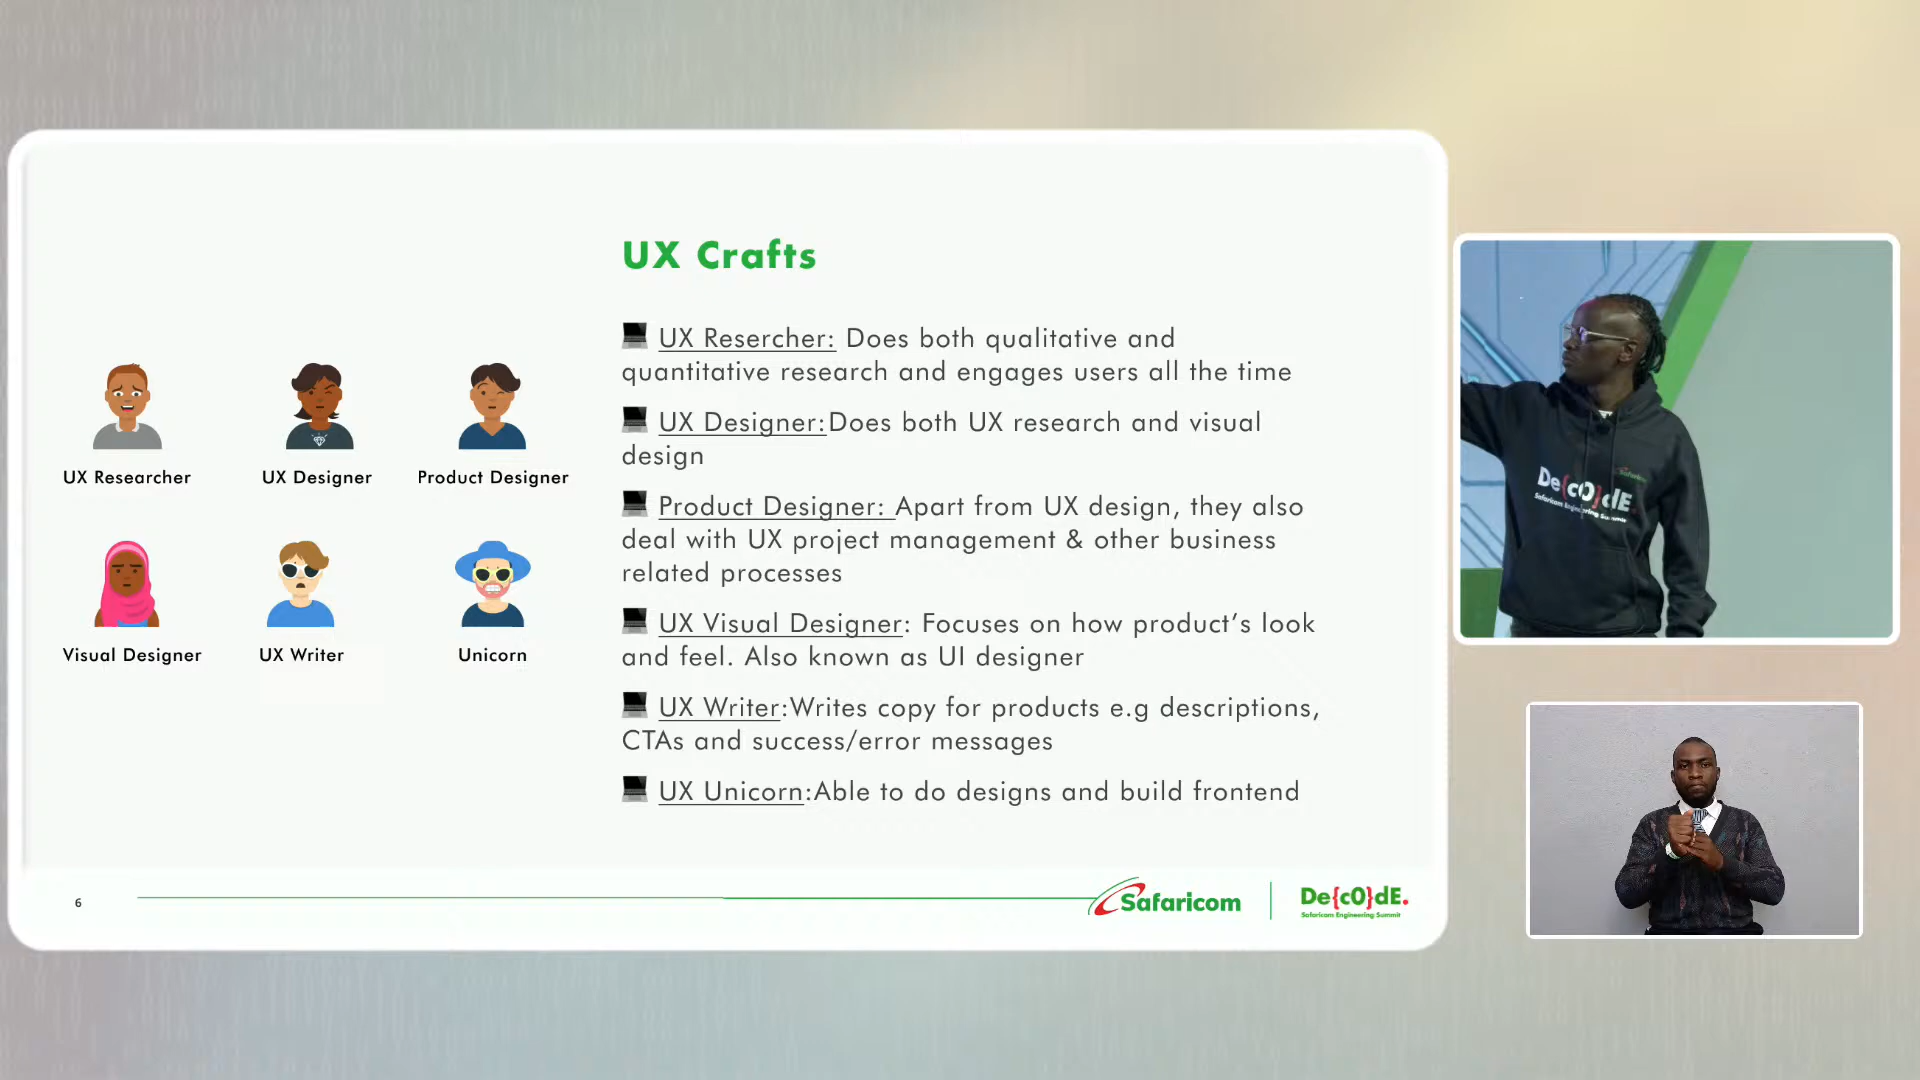 UX Crafts
UX Resercher: Does both qualitative and
quantitative research and engages users all the time
UX Designer:Does both UX research and visual
design
Product Designer: Apart from UX design, they also
deal with UX project management & other business
related processes
UX Visual Designer: Focuses on how product's look
and feel. Also known as UI designer
UX Writer:Writes copy for products e.g descriptions,
CTAs and success/error messages
UX Unicorn:Able to do designs and build frontend
UX Researcher
UX Designer
Product Designer
Visual Designer
UX Writer
Unicorn
6
Safaricom
De{c0}dE.
Safaricom Engineering Summit
Safaricom
De{c0}dE.
Safaricom Engineering Summit